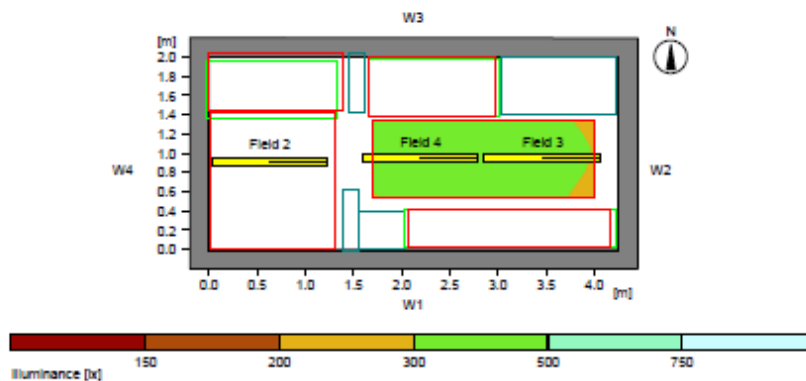 W3
N
[m]
2.0
1.8
1.6
1.4
1.2
1.0
0.8
0.6
0.4
0.2
0.0
Field 2
Field 4
Field 3
W4
W2
0.0 0.5 1.0 1.5 2.0 2.5 3.0 3.5 4.0 [m]
W1
150 200 300 500 750
Illuminance [lx]